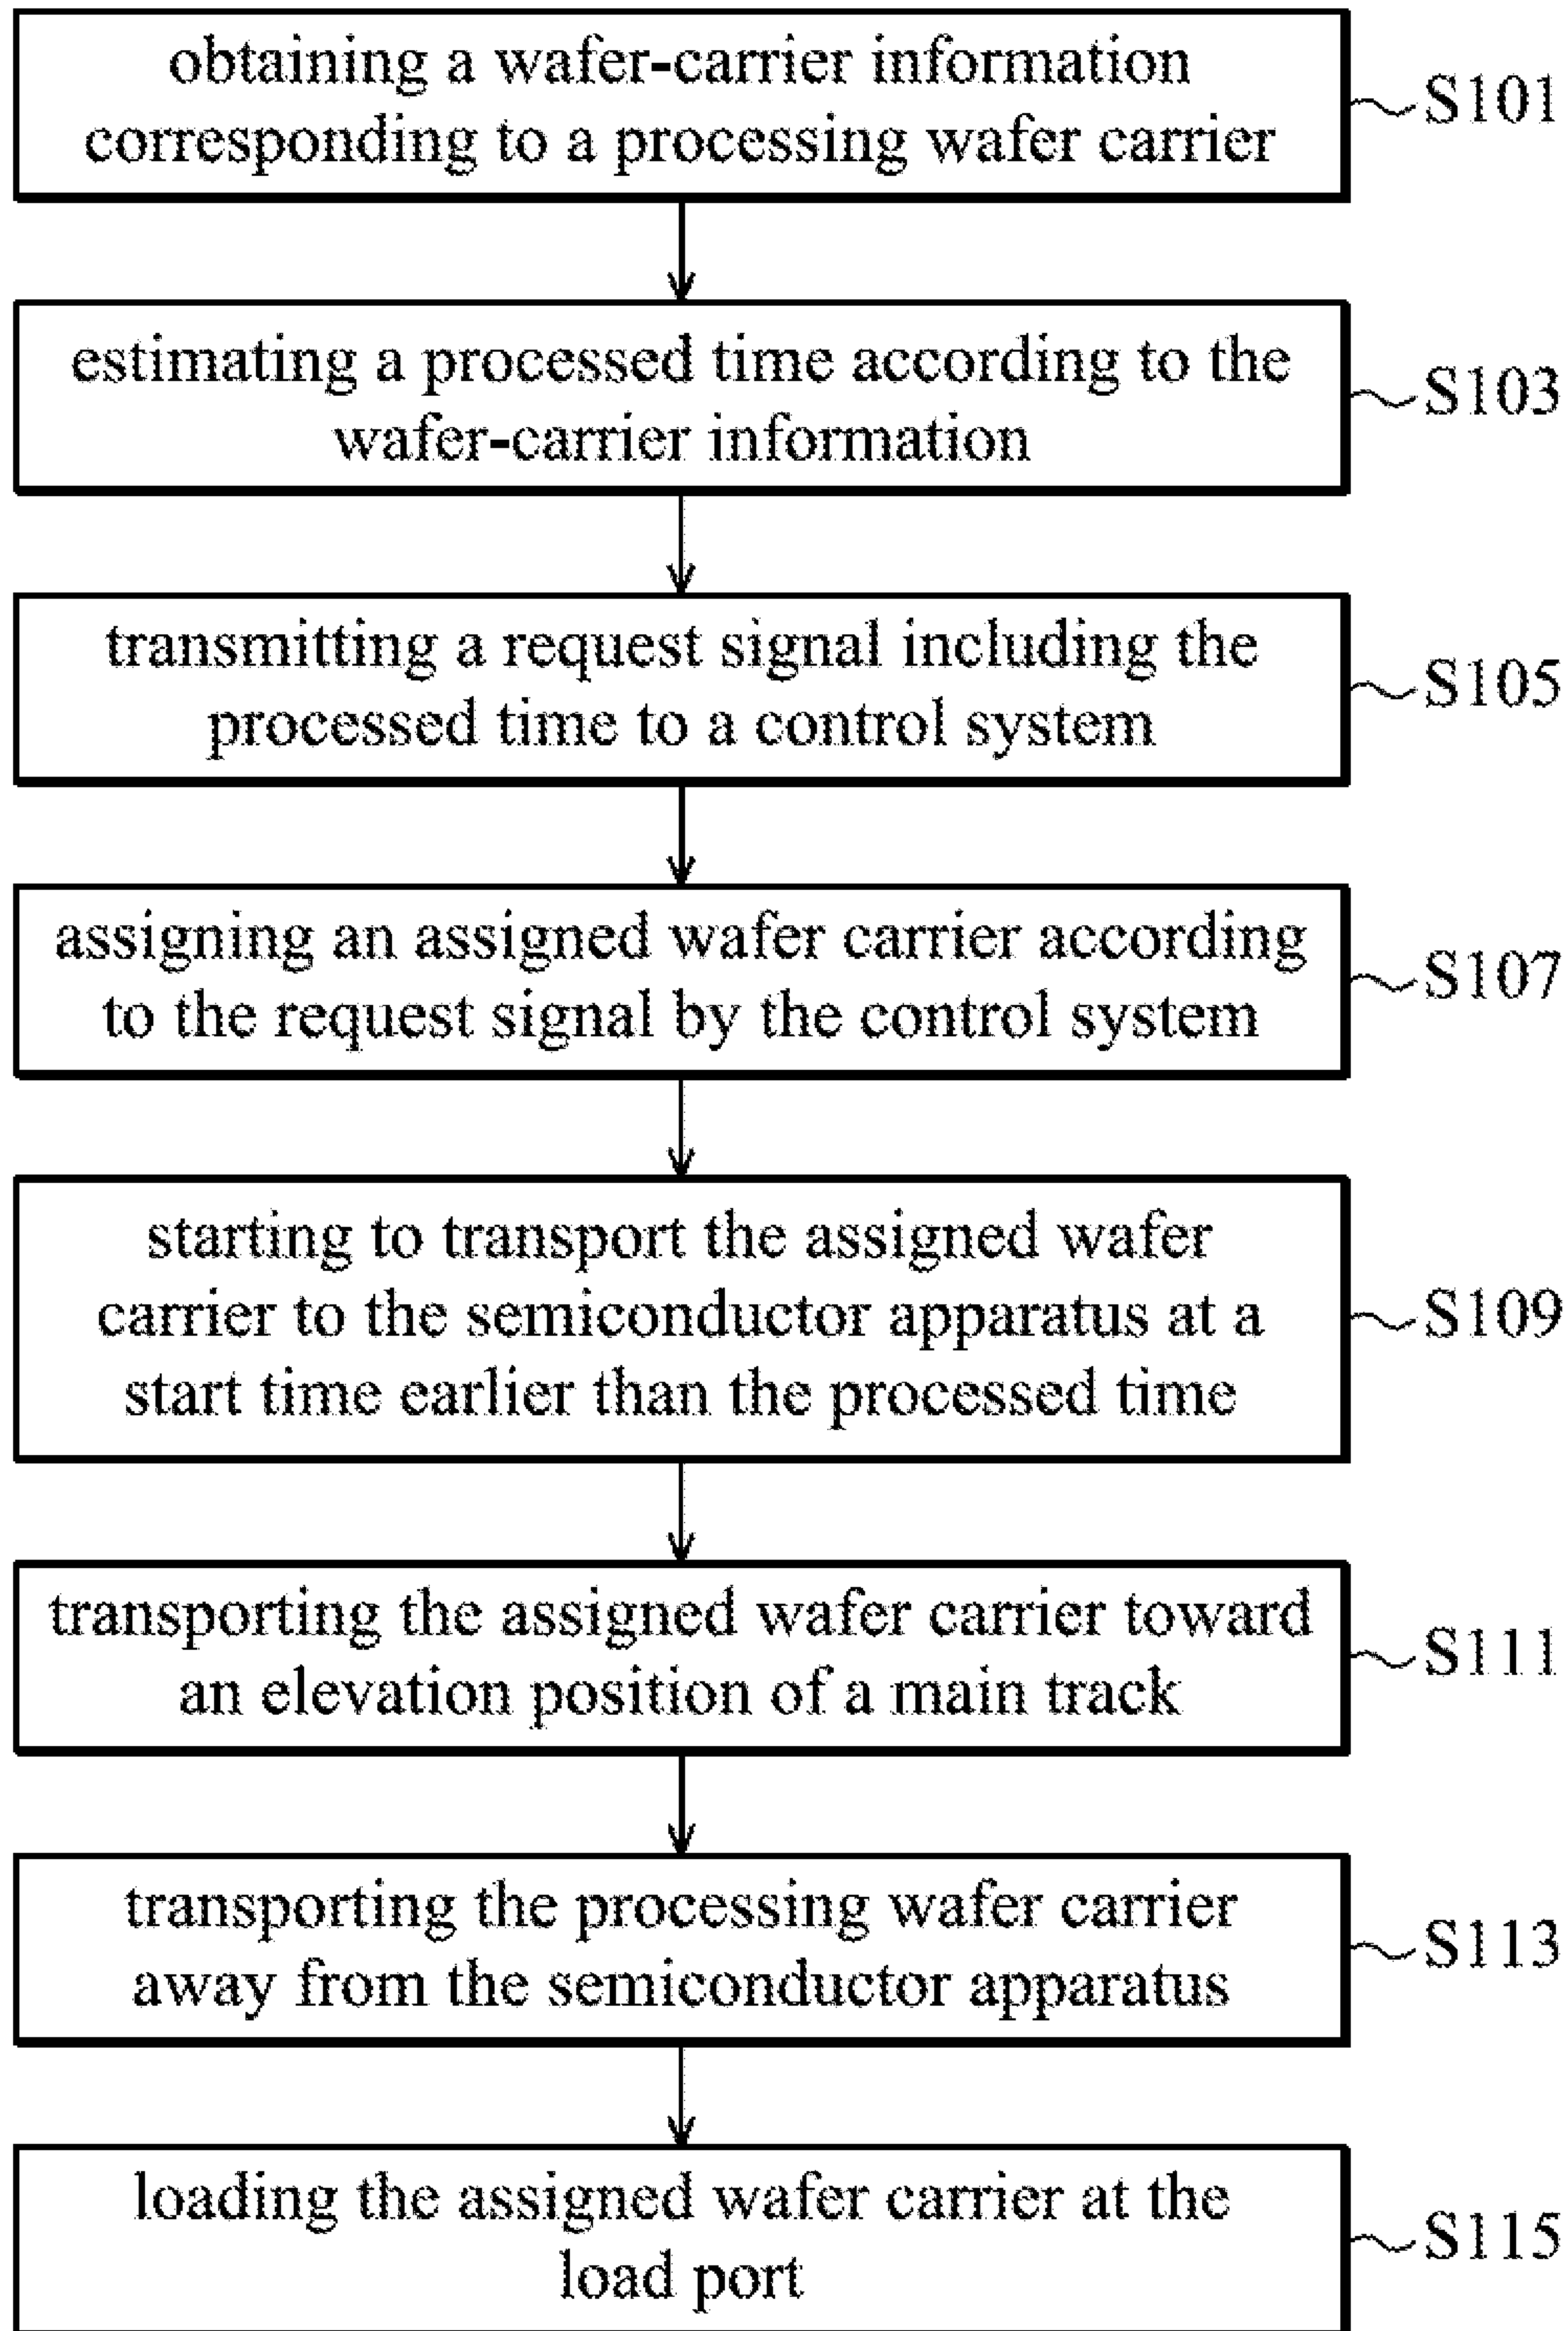 obtaining a wafer-carrier information
corresponding to a processing wafer carrier
S101
estimating a processed time according to the
wafer-carrier information
S103
transmitting a request signal including the
processed time to a control system
S105
assigning an assigned wafer carrier according
to the request signal by the control system
S107
starting to transport the assigned wafer
carrier to the semiconductor apparatus at a
start time earlier than the processed time
S109
transporting the assigned wafer carrier toward
an elevation position of a main track
S111
transporting the processing wafer carrier
away from the semiconductor apparatus
S113
loading the assigned wafer carrier at the
load port
S115